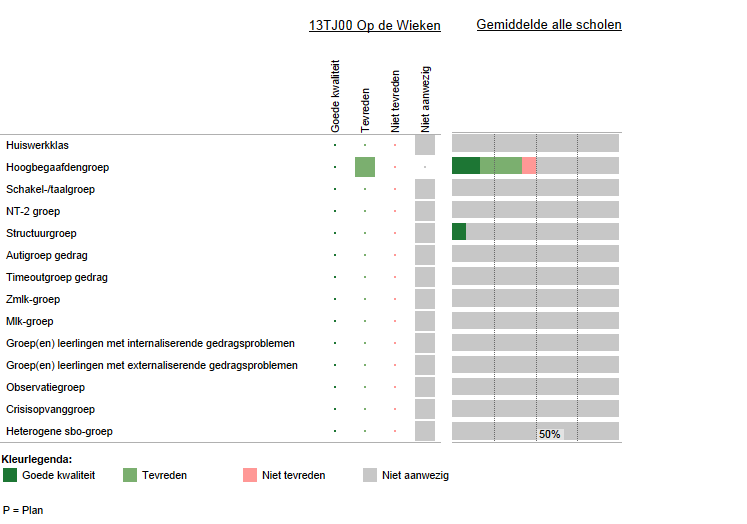 13TJ00 Op de Wieken
Gemiddelde alle scholen
Goede kwaliteit
Tevreden
Niet tevreden
Niet aanwezig
Huiswerkklas
Hoogbegaafdengroep
Schakel-/taalgroep
NT-2 groep
Structuurgroep
Autigroep gedrag
Timeoutgroep gedrag
Zmlk-groep
Mlk-groep
Groep(en) leerlingen met internaliserende gedragsproblemen
Groep(en) leerlingen met externaliserende gedragsproblemen
Observatiegroep
Crisisopvanggroep
Heterogene sbo-groep
50%
Kleurlegenda:
Goede kwaliteit Tevreden Niet tevreden Niet aanwezig
P = Plan